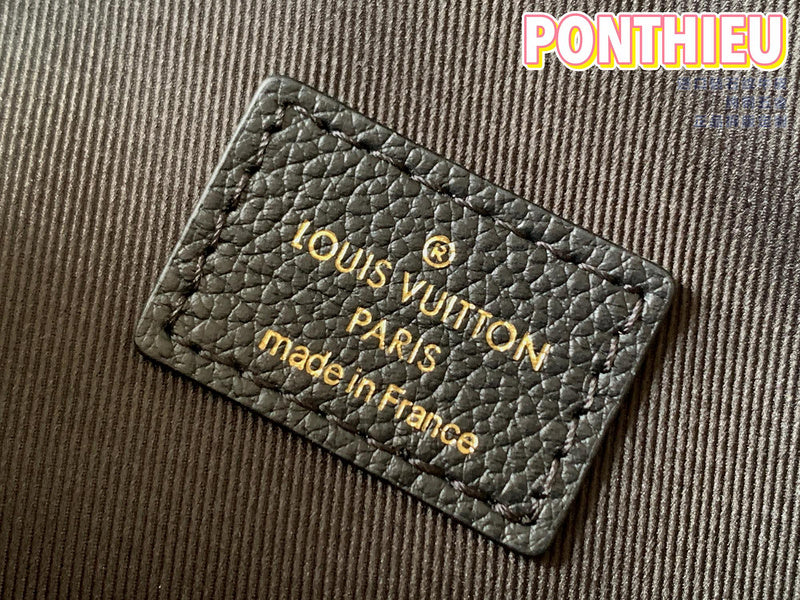 PONTHIEU
®
LOUIS VUITTON
PARIS
made in France